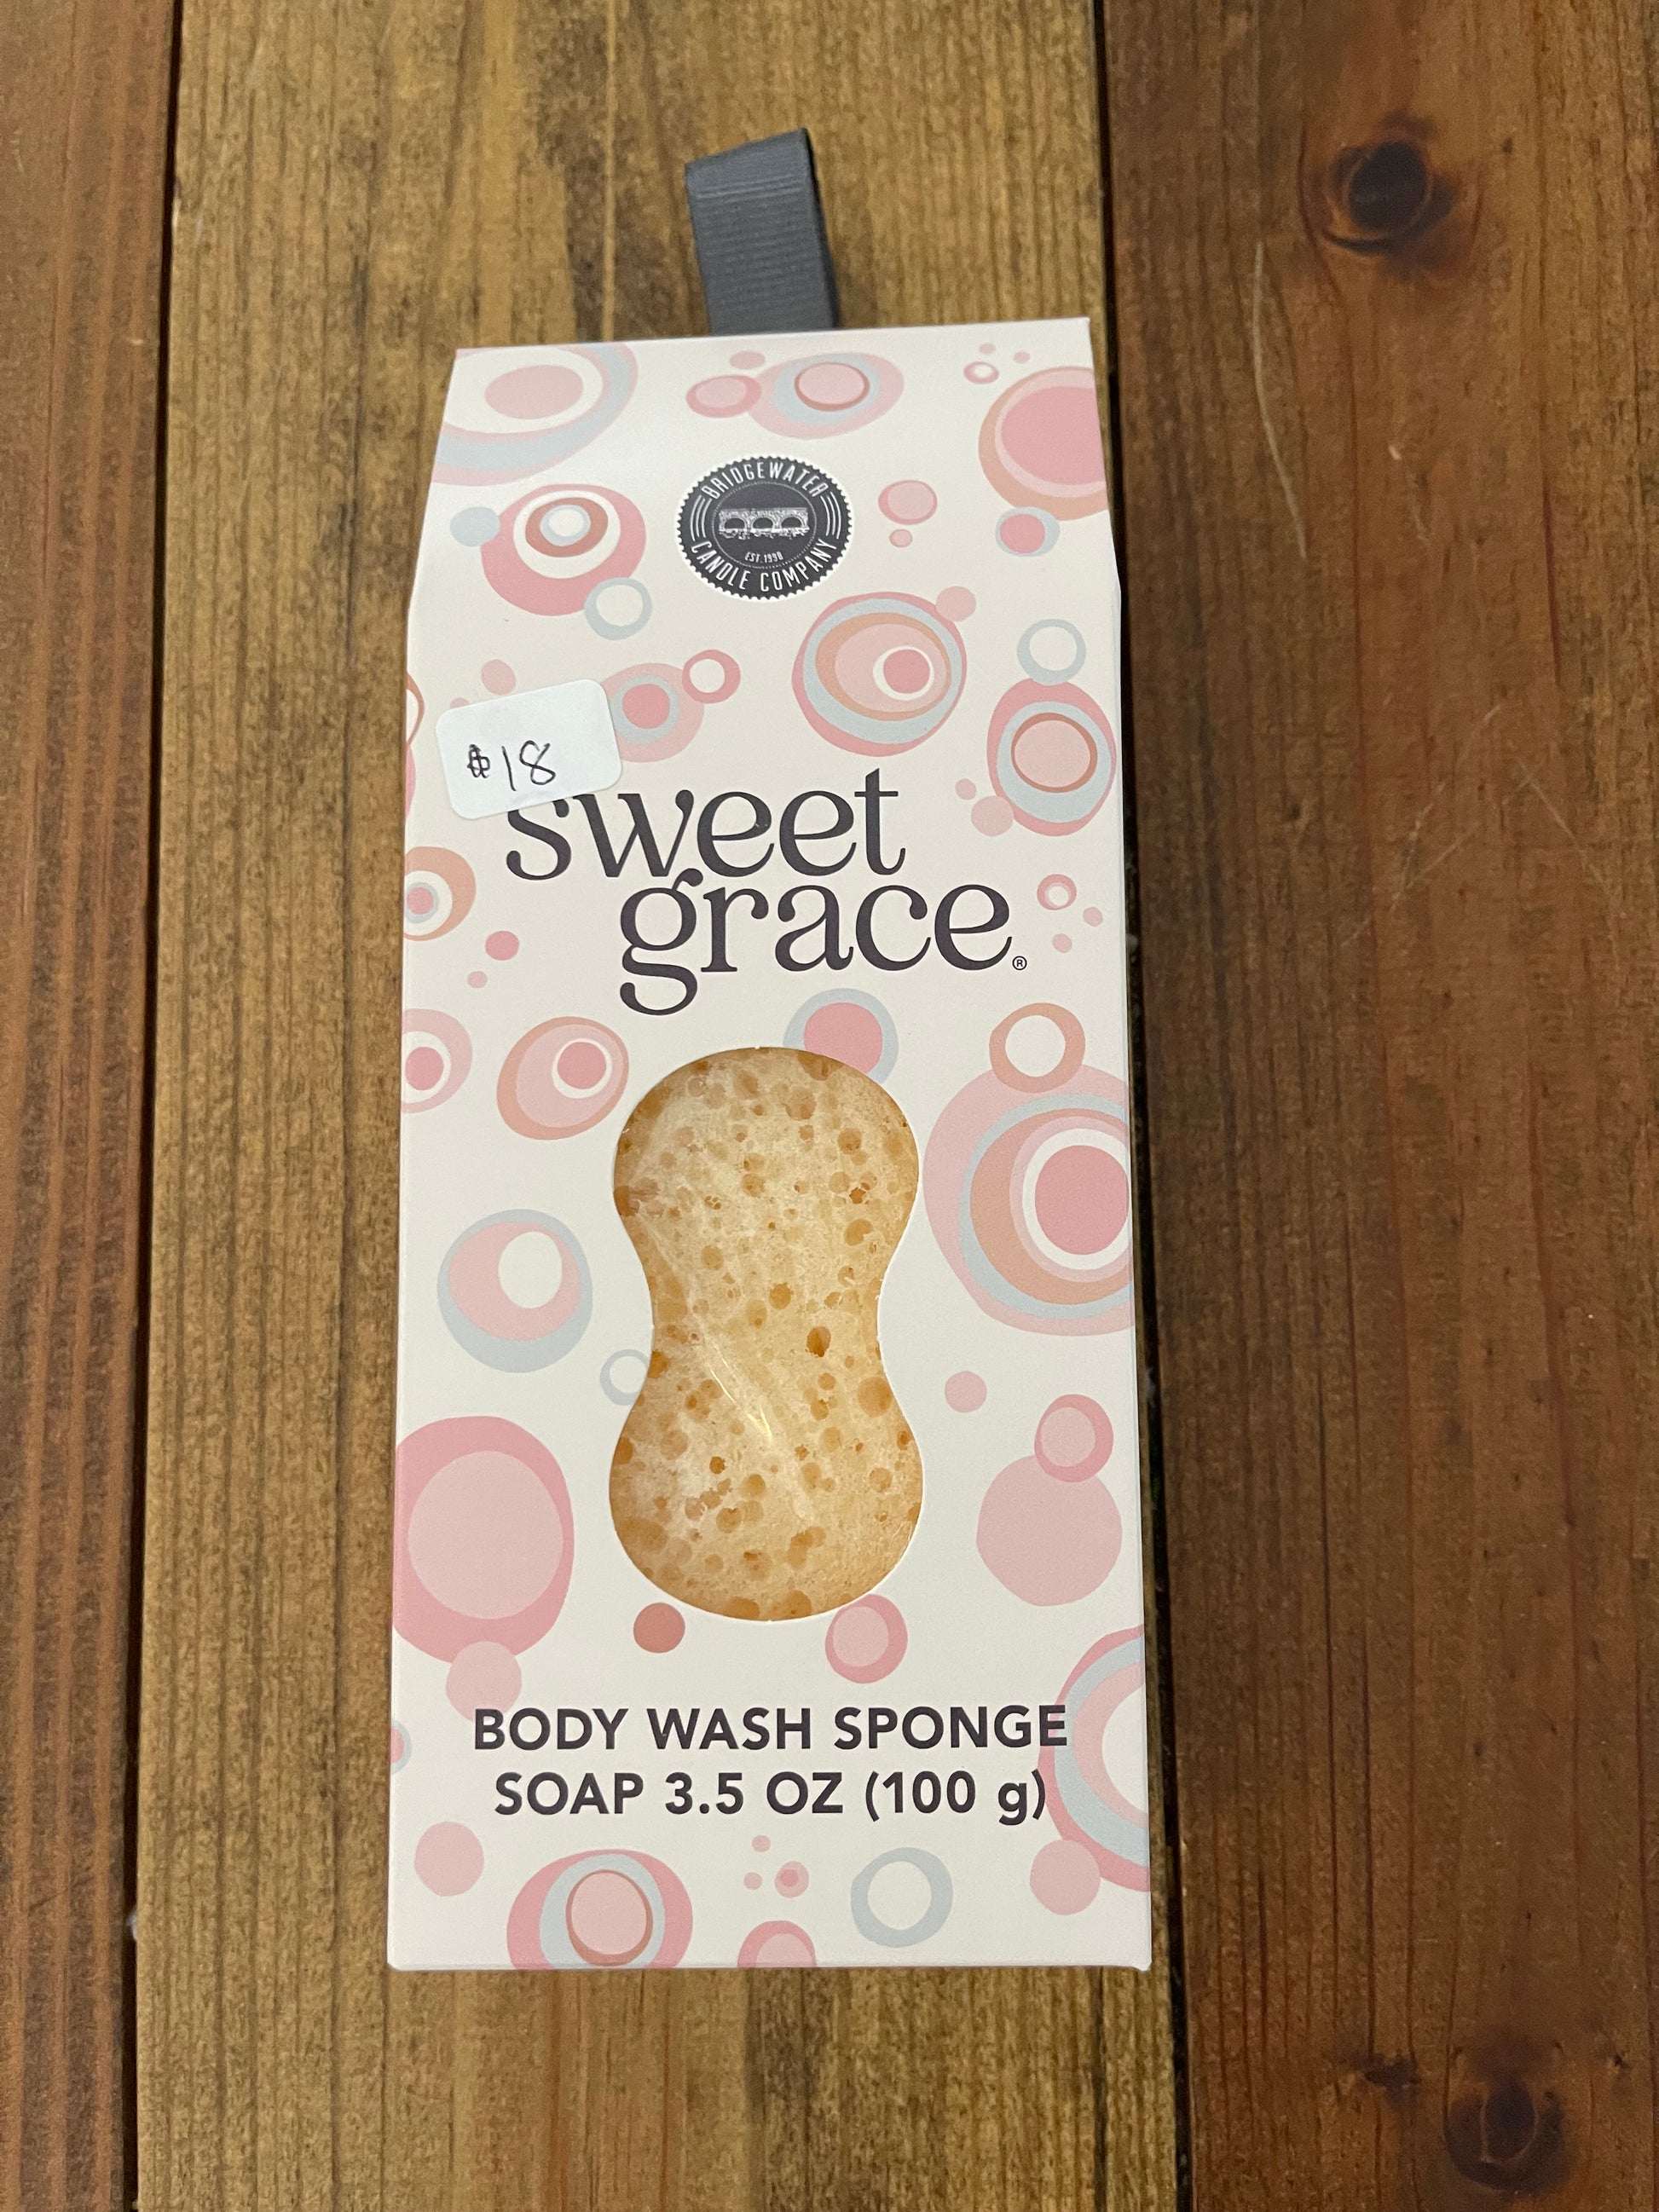 BRIDGEWATER
EST. 1998
CANDLE COMPANY
$18
sweet
grace®
BODY WASH SPONGE
SOAP 3.5 OZ (100 g)